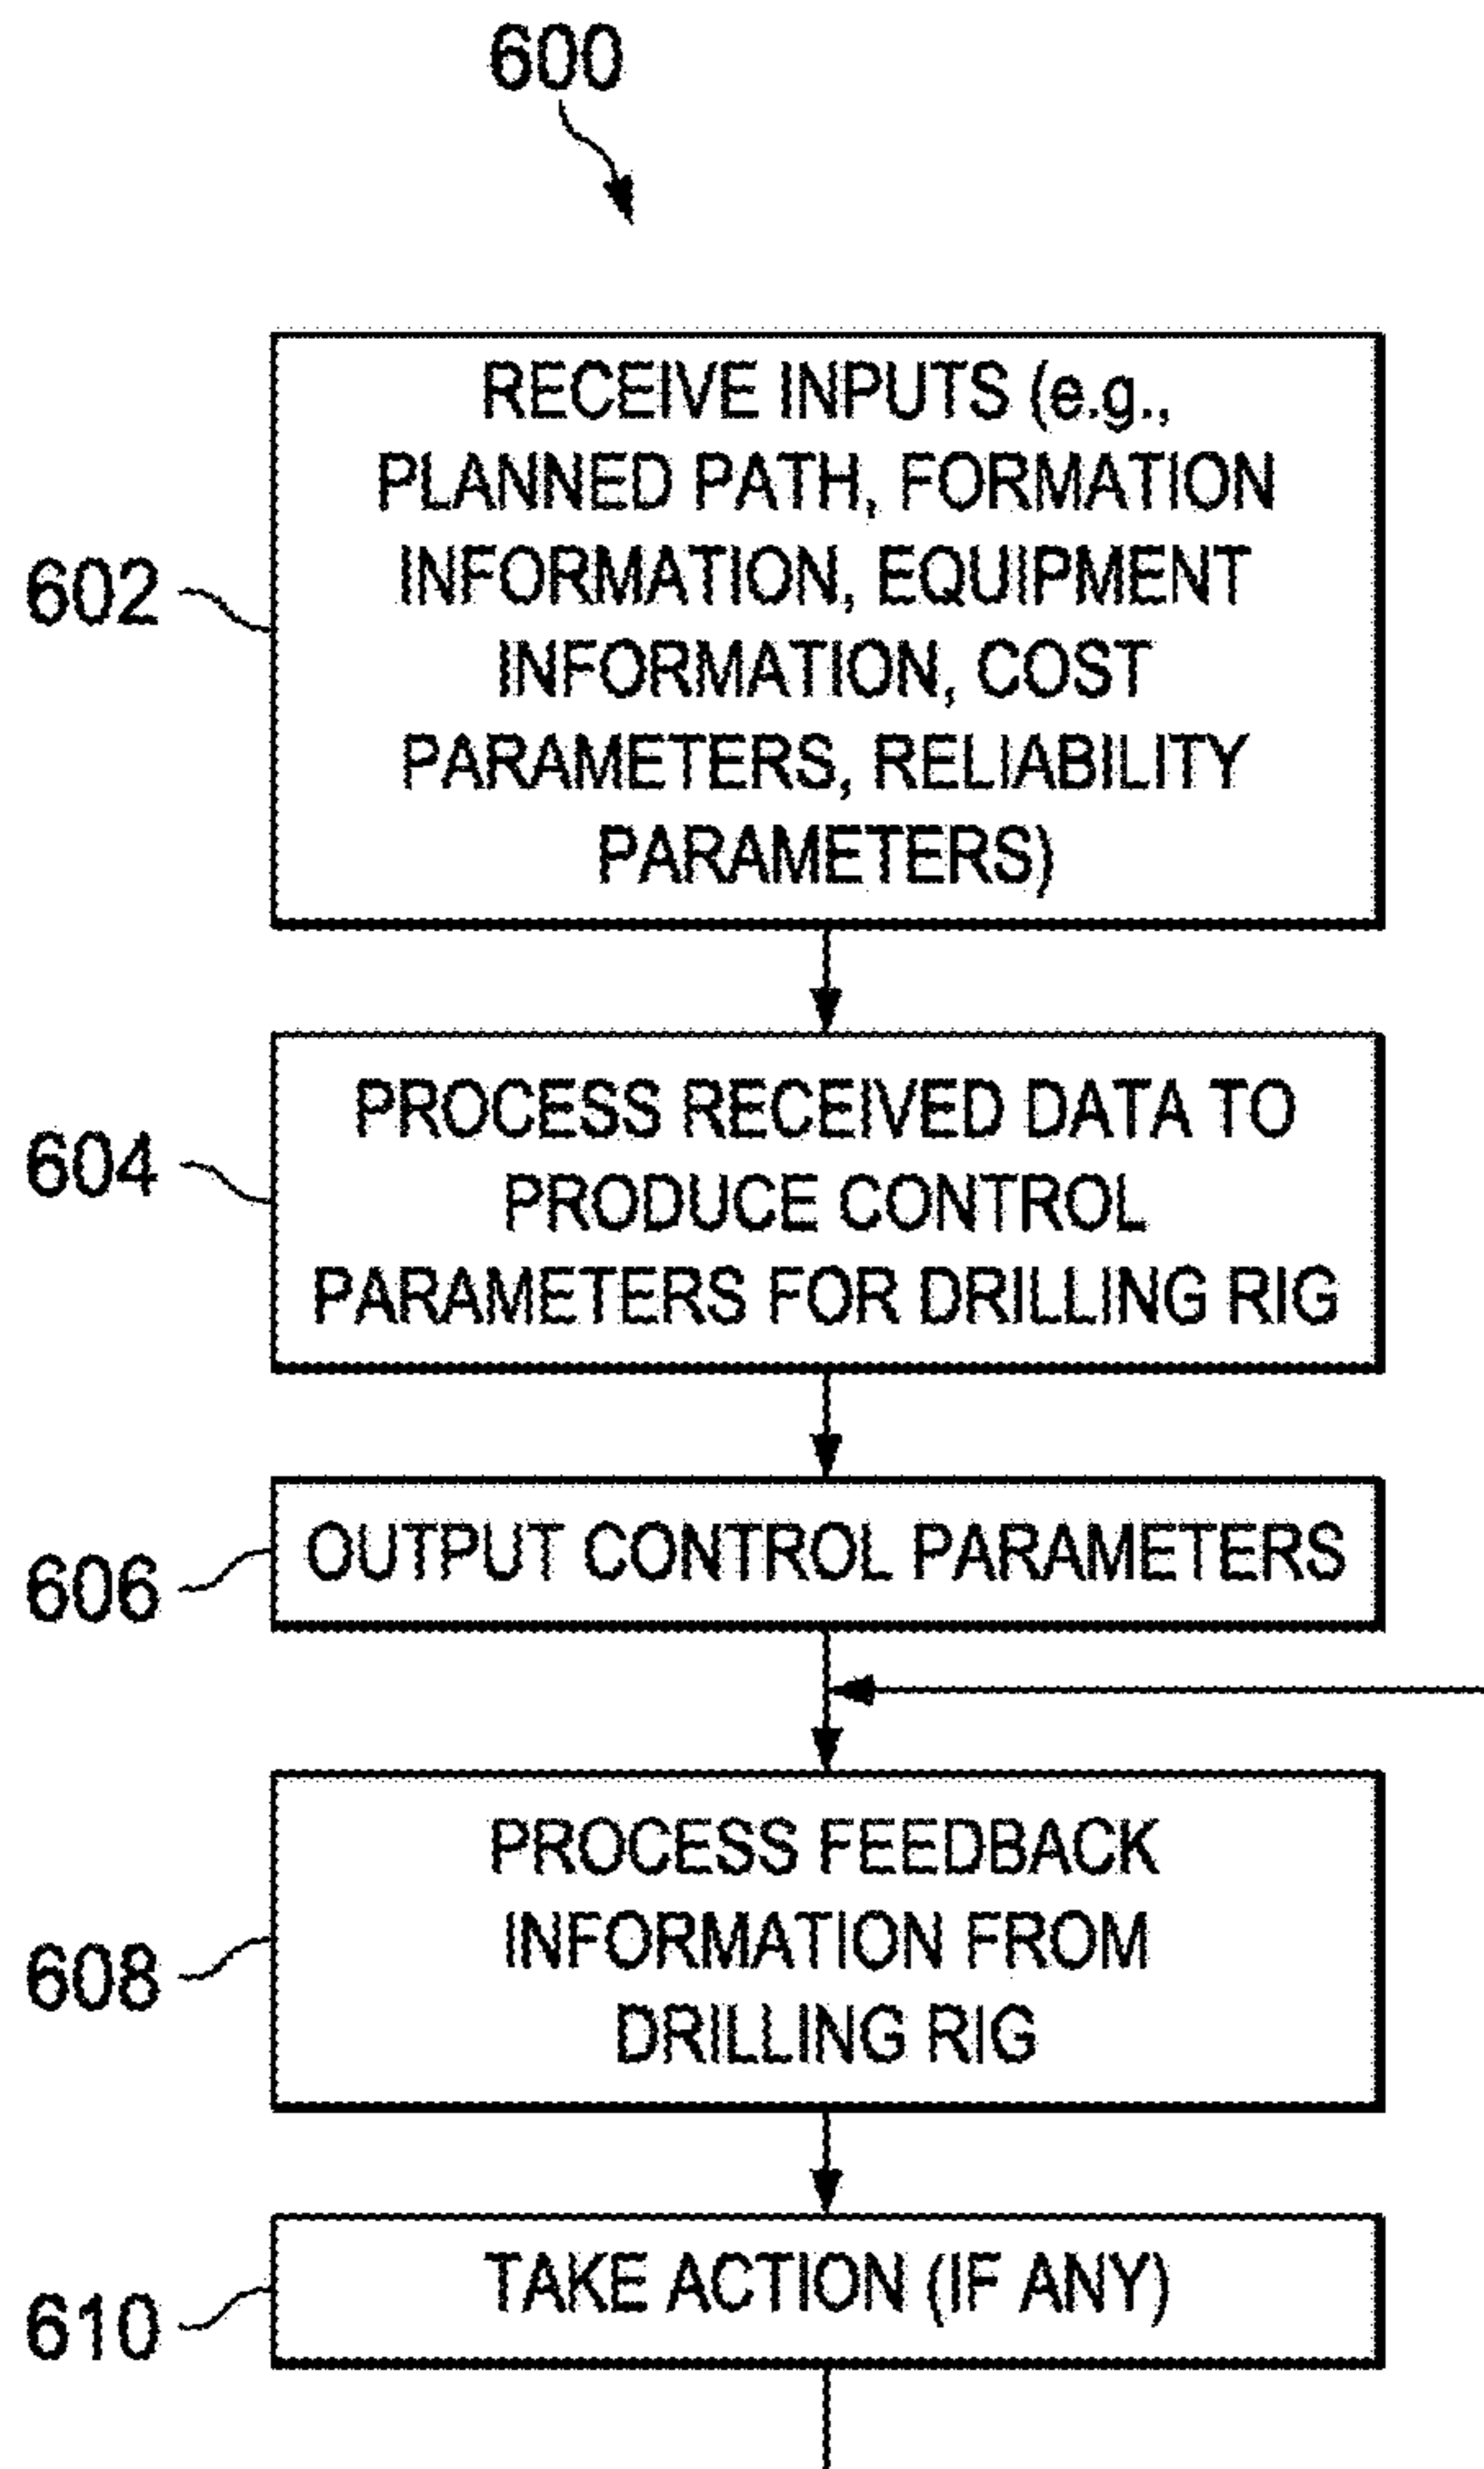 600
RECEIVE INPUTS (e.g.,
PLANNED PATH, FORMATION
INFORMATION, EQUIPMENT
INFORMATION, COST
PARAMETERS, RELIABILITY
PARAMETERS)
602
PROCESS RECEIVED DATA TO
PRODUCE CONTROL
PARAMETERS FOR DRILLING RIG
604
OUTPUT CONTROL PARAMETERS
606
PROCESS FEEDBACK
INFORMATION FROM
DRILLING RIG
608
TAKE ACTION (IF ANY)
610